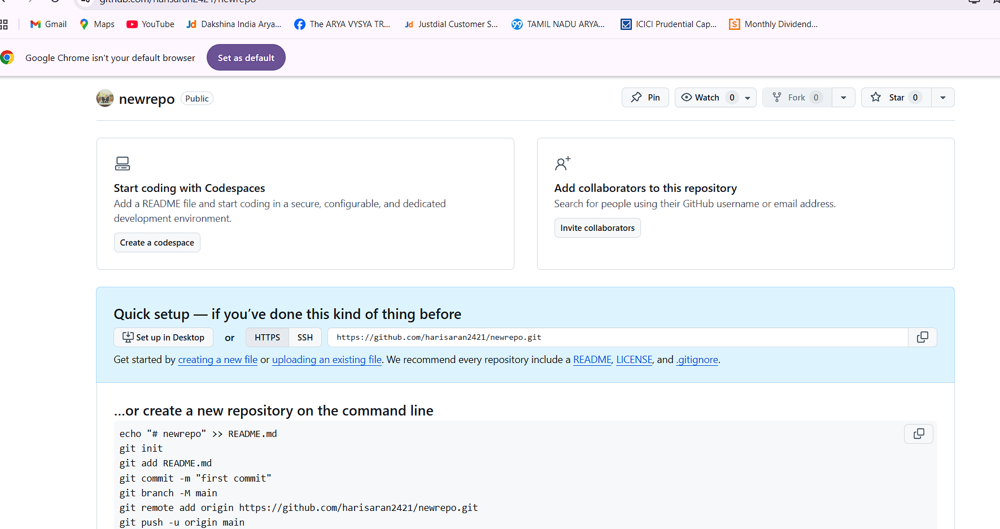 github.com/harisaran2421/newrepo
Gmail Maps YouTube Dakshina India Arya... The ARYA VYSYA TR... Justdial Customer S... TAMIL NADU ARYA... ICICI Prudential Cap... Monthly Dividend...
Google Chrome isn't your default browser Set as default
newrepo Public Pin Watch 0 Fork 0 Star 0
Start coding with Codespaces
Add a README file and start coding in a secure, configurable, and dedicated
development environment.
Create a codespace
Add collaborators to this repository
Search for people using their GitHub username or email address.
Invite collaborators
Quick setup — if you’ve done this kind of thing before
Set up in Desktop or HTTPS SSH https://github.com/harisaran2421/newrepo.git
Get started by creating a new file or uploading an existing file. We recommend every repository include a README, LICENSE, and .gitignore.
...or create a new repository on the command line
echo "# newrepo" >> README.md
git init
git add README.md
git commit -m "first commit"
git branch -M main
git remote add origin https://github.com/harisaran2421/newrepo.git
git push -u origin main